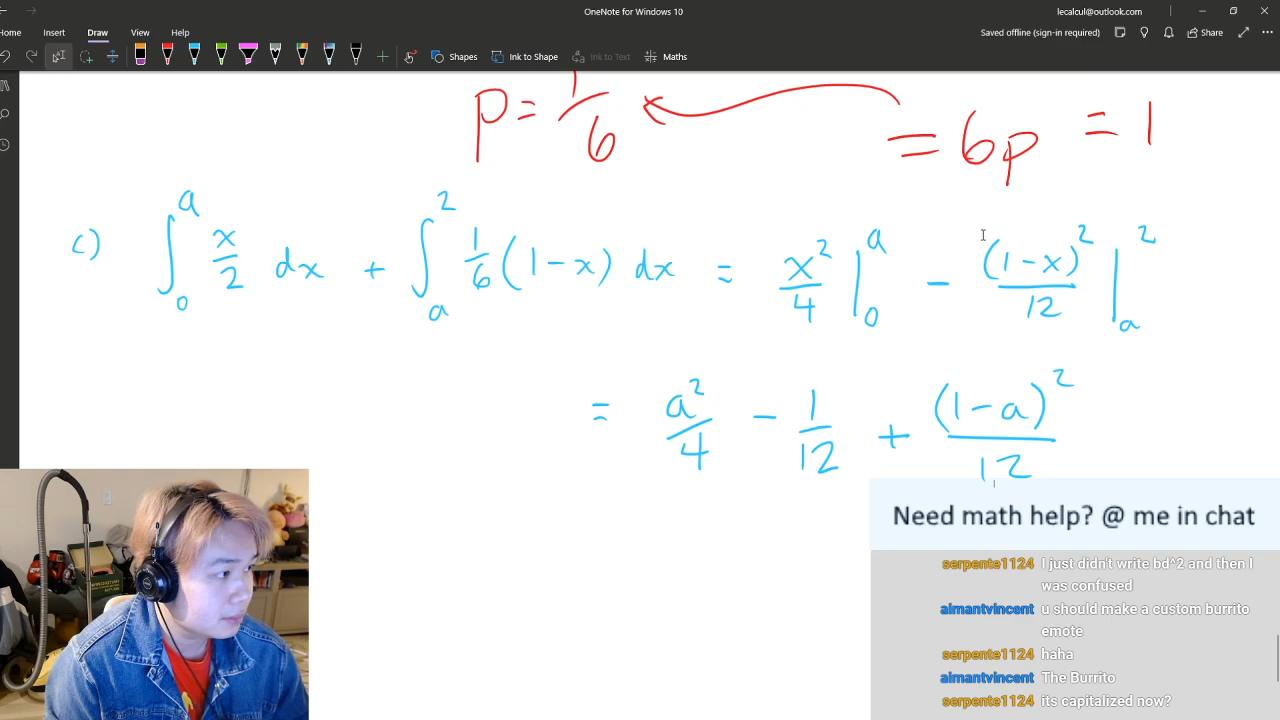 OneNote for Windows 10
lecalcul@outlook.com
Home Insert Draw View Help
Saved offline (sign-in required)
Share
Shapes Ink to Shape Ink to Text Maths
p = 1/6
= 6p = 1
c) ∫₀ᵃ x/2 dx + ∫ₐ² 1/6 (1-x) dx = x²/4 |₀ᵃ - (1-x)²/12 |ₐ²
= a²/4 - 1/12 + (1-a)²/12
Need math help? @ me in chat
serpente1124 I just didn't write bd^2 and then I
was confused
aimantvincent u should make a custom burrito
emote
serpente1124 haha
aimantvincent The Burrito
serpente1124 its capitalized now?